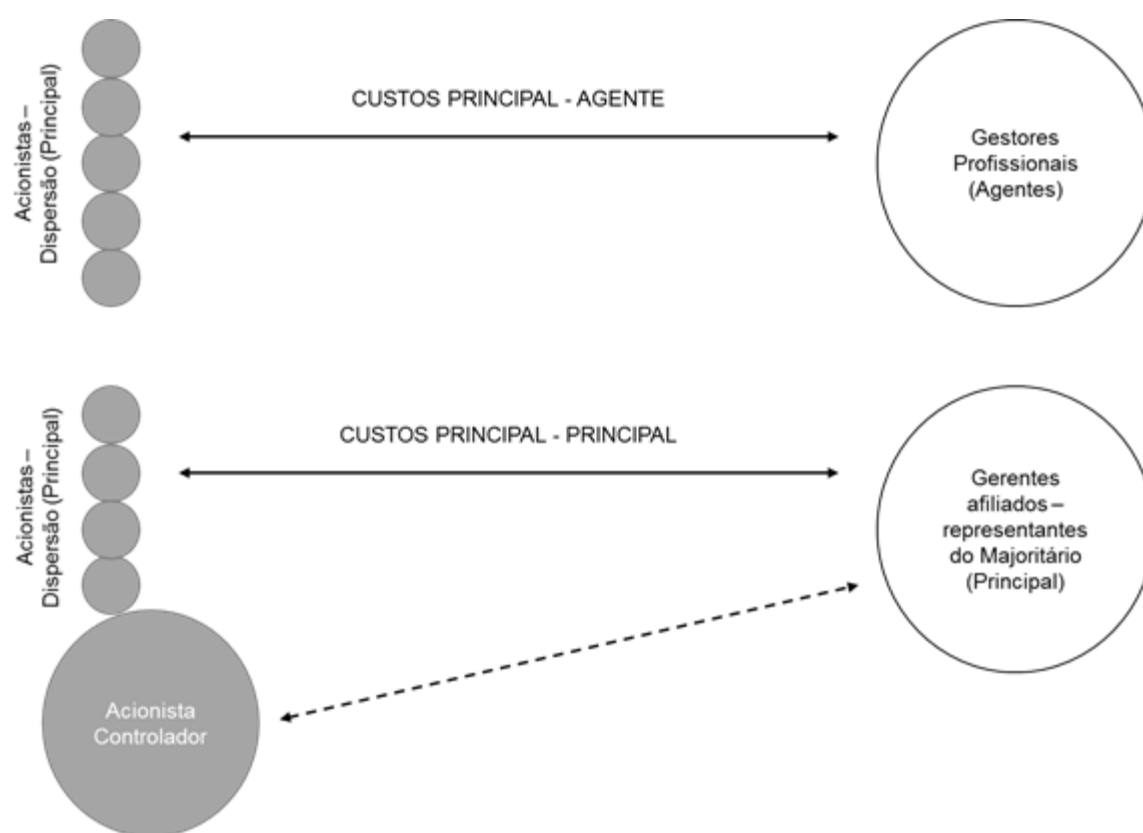 Acionistas –
Dispersão (Principal)
CUSTOS PRINCIPAL - AGENTE
Gestores
Profissionais
(Agentes)
Acionistas –
Dispersão (Principal)
CUSTOS PRINCIPAL - PRINCIPAL
Gerentes
afiliados –
representantes
do Majoritário
(Principal)
Acionista
Controlador